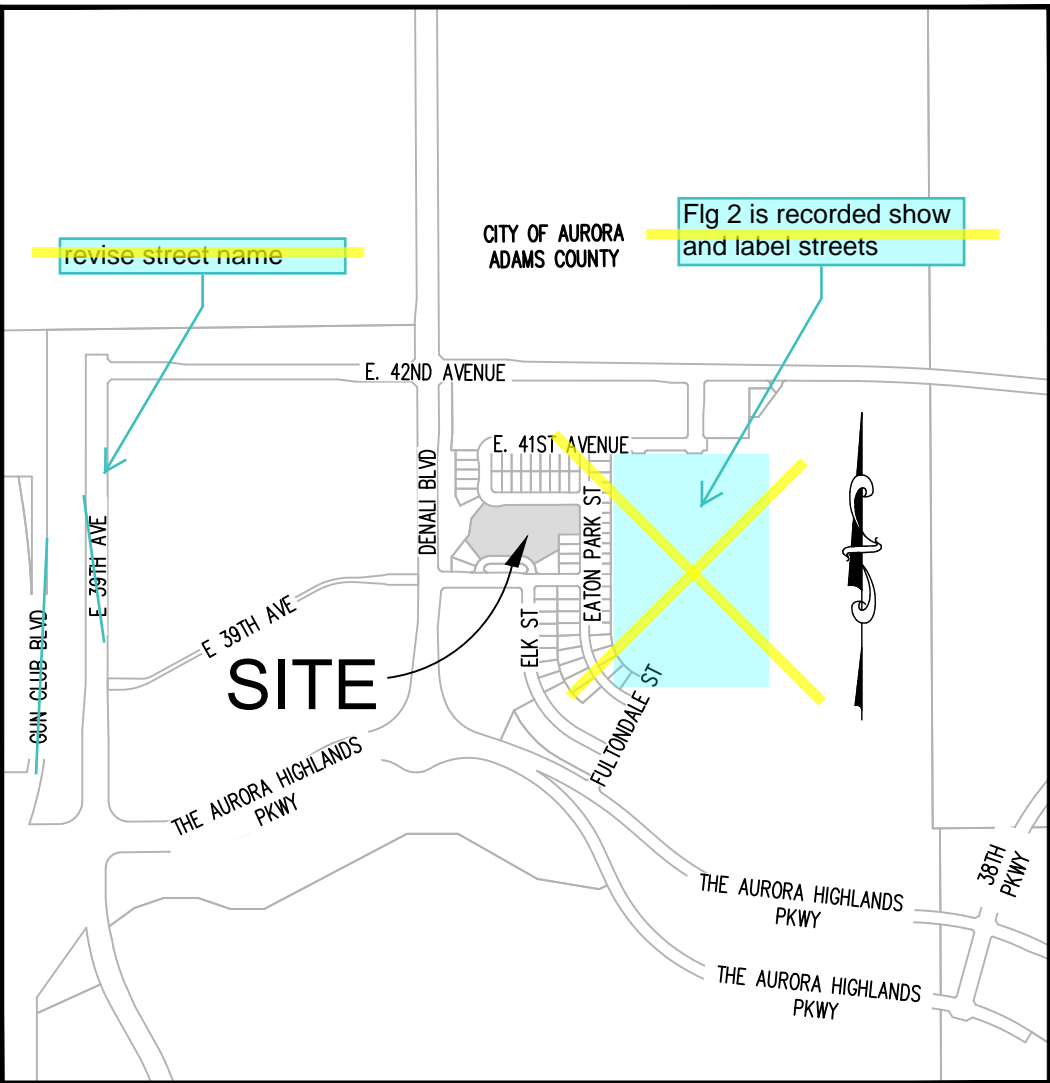 CITY OF AURORA
ADAMS COUNTY
Flg 2 is recorded show
and label streets
revise street name
E. 42ND AVENUE
E. 41ST AVENUE
DENALI BLVD
EATON PARK ST
E 39TH AVE
GUN CLUB BLVD
E 39TH AVE
ELK ST
SITE
FULTONDALE ST
THE AURORA HIGHLANDS
PKWY
38TH
PKWY
THE AURORA HIGHLANDS
PKWY
THE AURORA HIGHLANDS
PKWY